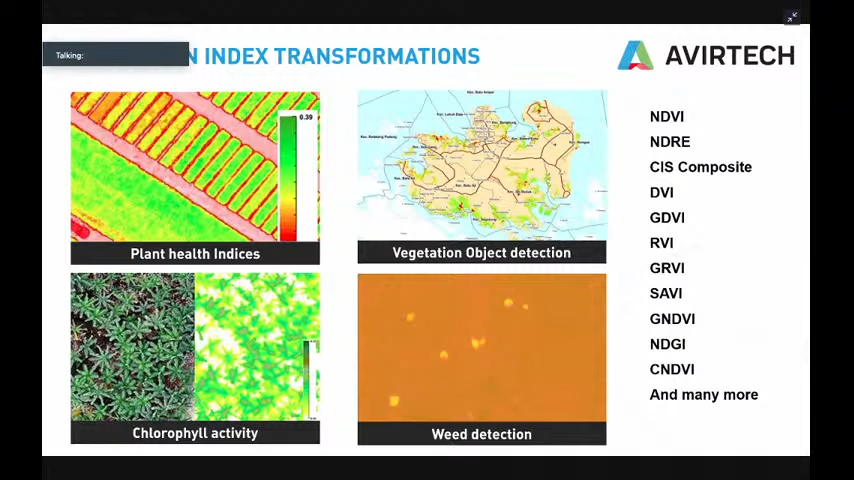 Talking:
N INDEX TRANSFORMATIONS
AVIRTECH
0.39
Plant health Indices
Vegetation Object detection
Chlorophyll activity
Weed detection
NDVI
NDRE
CIS Composite
DVI
GDVI
RVI
GRVI
SAVI
GNDVI
NDGI
CNDVI
And many more